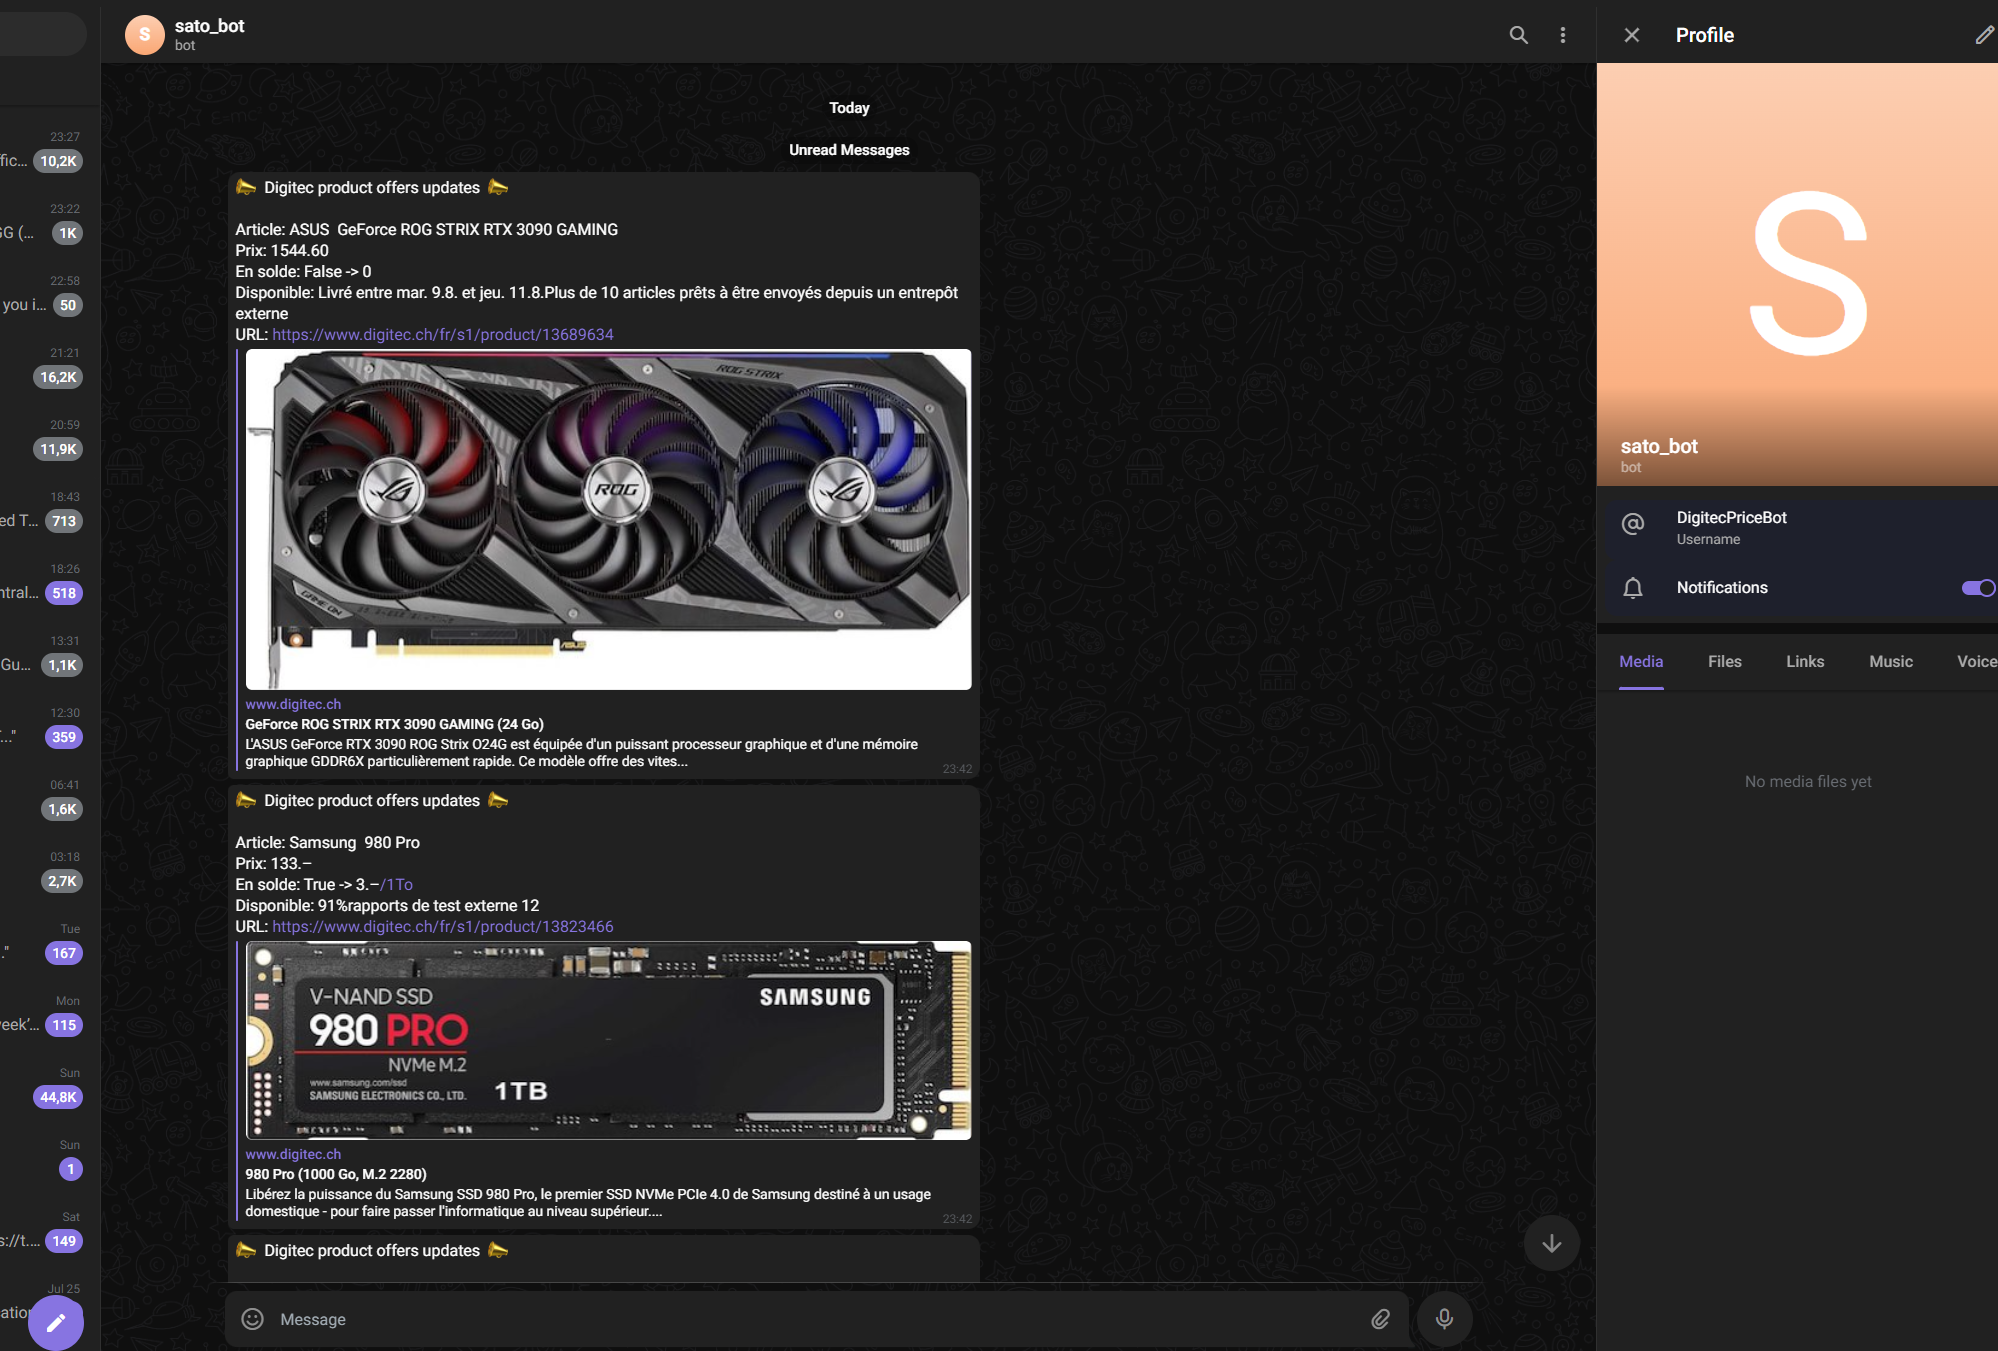 S
sato_bot
bot
Profile
23:27
fic... 10,2K
23:22
GG (... 1K
22:58
you i... 50
21:21
16,2K
20:59
11,9K
18:43
ed T... 713
18:26
ntral... 518
13:31
Gu... 1,1K
12:30
..." 359
06:41
1,6K
03:18
2,7K
Tue
." 167
Mon
eek'... 115
Sun
44,8K
Sun
1
Sat
s://t.... 149
Jul 25
catio
Today
Unread Messages
Digitec product offers updates
Article: ASUS  GeForce ROG STRIX RTX 3090 GAMING
Prix: 1544.60
En solde: False -> 0
Disponible: Livré entre mar. 9.8. et jeu. 11.8.Plus de 10 articles prêts à être envoyés depuis un entrepôt
externe
URL: https://www.digitec.ch/fr/s1/product/13689634
ROG STRIX
ROG
GAME ON
ASUS
www.digitec.ch
GeForce ROG STRIX RTX 3090 GAMING (24 Go)
L'ASUS GeForce RTX 3090 ROG Strix O24G est équipée d'un puissant processeur graphique et d'une mémoire
graphique GDDR6X particulièrement rapide. Ce modèle offre des vites...
23:42
Digitec product offers updates
Article: Samsung  980 Pro
Prix: 133.–
En solde: True -> 3.–/1To
Disponible: 91%rapports de test externe 12
URL: https://www.digitec.ch/fr/s1/product/13823466
V-NAND SSD
SAMSUNG
980 PRO
NVMe M.2
www.samsung.com/ssd
SAMSUNG ELECTRONICS CO., LTD.
1TB
www.digitec.ch
980 Pro (1000 Go, M.2 2280)
Libérez la puissance du Samsung SSD 980 Pro, le premier SSD NVMe PCIe 4.0 de Samsung destiné à un usage
domestique - pour faire passer l'informatique au niveau supérieur....
23:42
Digitec product offers updates
Message
S
sato_bot
bot
DigitecPriceBot
Username
Notifications
Media
Files
Links
Music
Voice
No media files yet